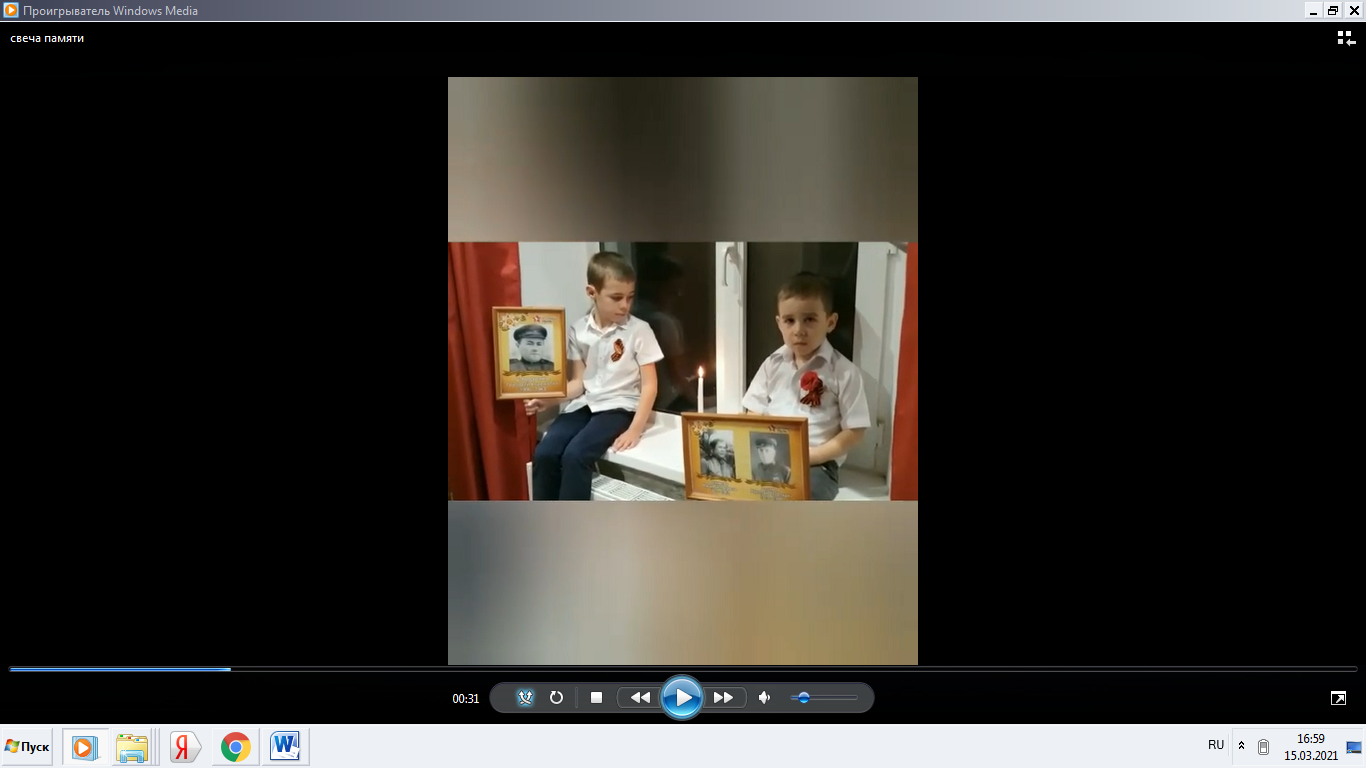 Проигрыватель Windows Media
свеча памяти
00:31
Пуск
RU
16:59
15.03.2021